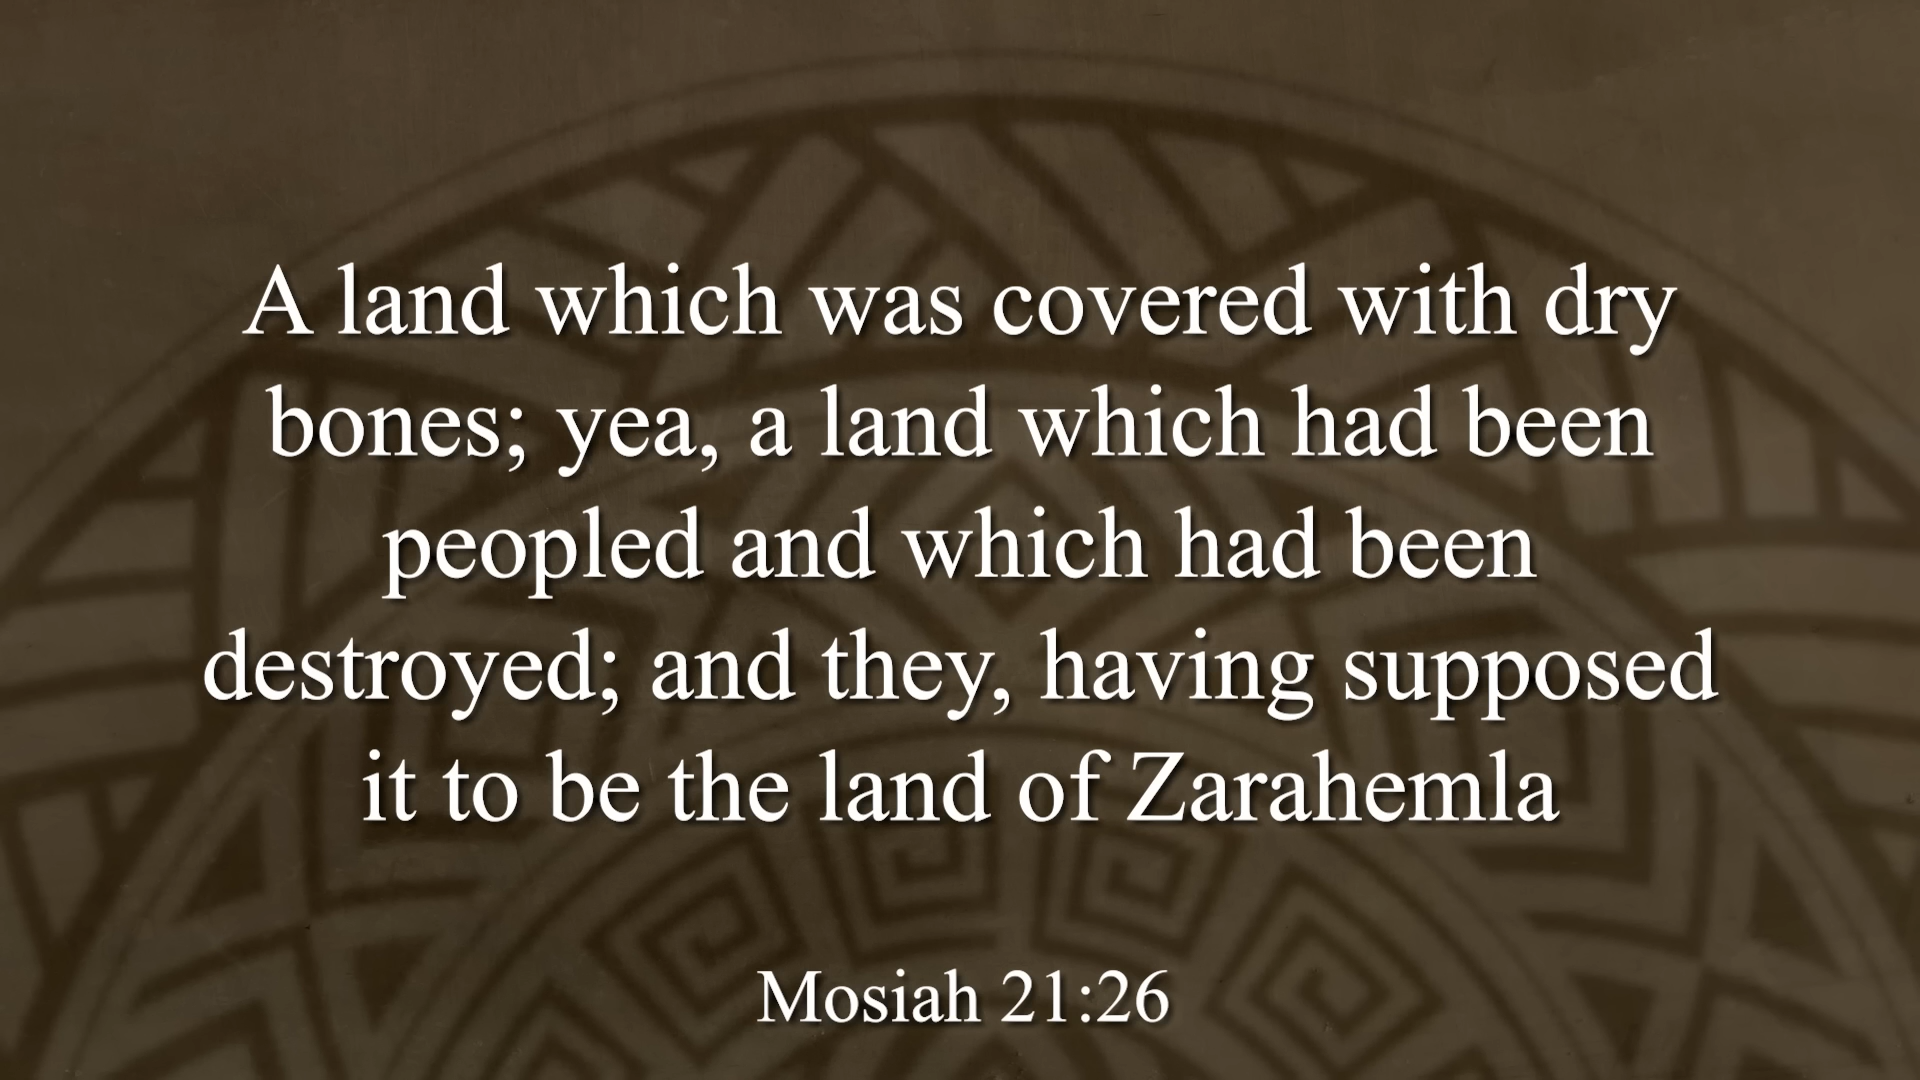 A land which was covered with dry
bones; yea, a land which had been
peopled and which had been
destroyed; and they, having supposed
it to be the land of Zarahemla
Mosiah 21:26